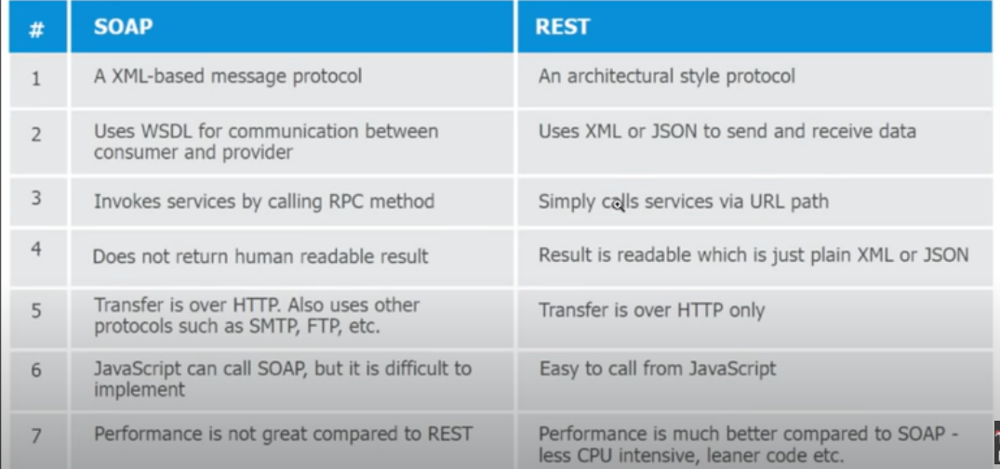 # SOAP REST
1 A XML-based message protocol An architectural style protocol
2 Uses WSDL for communication between Uses XML or JSON to send and receive data
consumer and provider
3 Invokes services by calling RPC method Simply calls services via URL path
4 Does not return human readable result Result is readable which is just plain XML or JSON
5 Transfer is over HTTP. Also uses other Transfer is over HTTP only
protocols such as SMTP, FTP, etc.
6 JavaScript can call SOAP, but it is difficult to Easy to call from JavaScript
implement
7 Performance is not great compared to REST Performance is much better compared to SOAP -
less CPU intensive, leaner code etc.